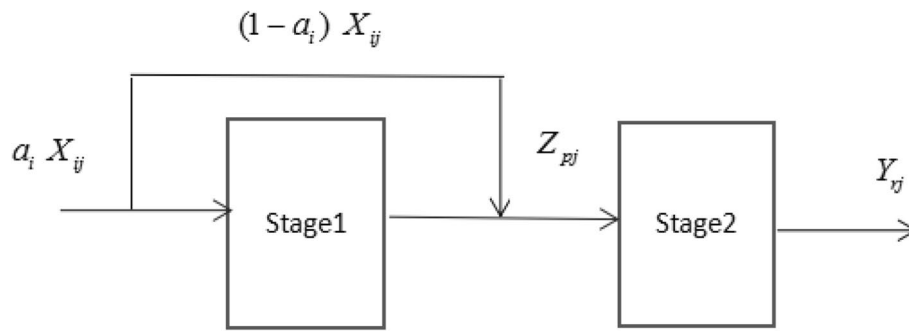 (1 − a_i) X_ij
a_i X_ij
Stage1
Z_pj
Stage2
Y_rj